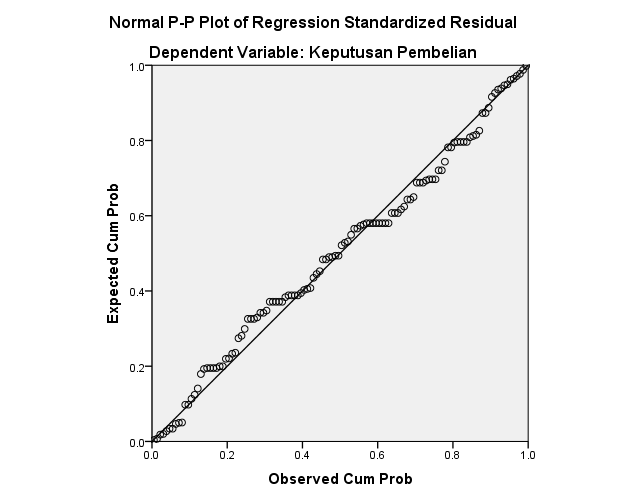 Normal P-P Plot of Regression Standardized Residual
Dependent Variable: Keputusan Pembelian
1.0
0.8
0.6
0.4
0.2
0.0
Expected Cum Prob
0.0 0.2 0.4 0.6 0.8 1.0
Observed Cum Prob